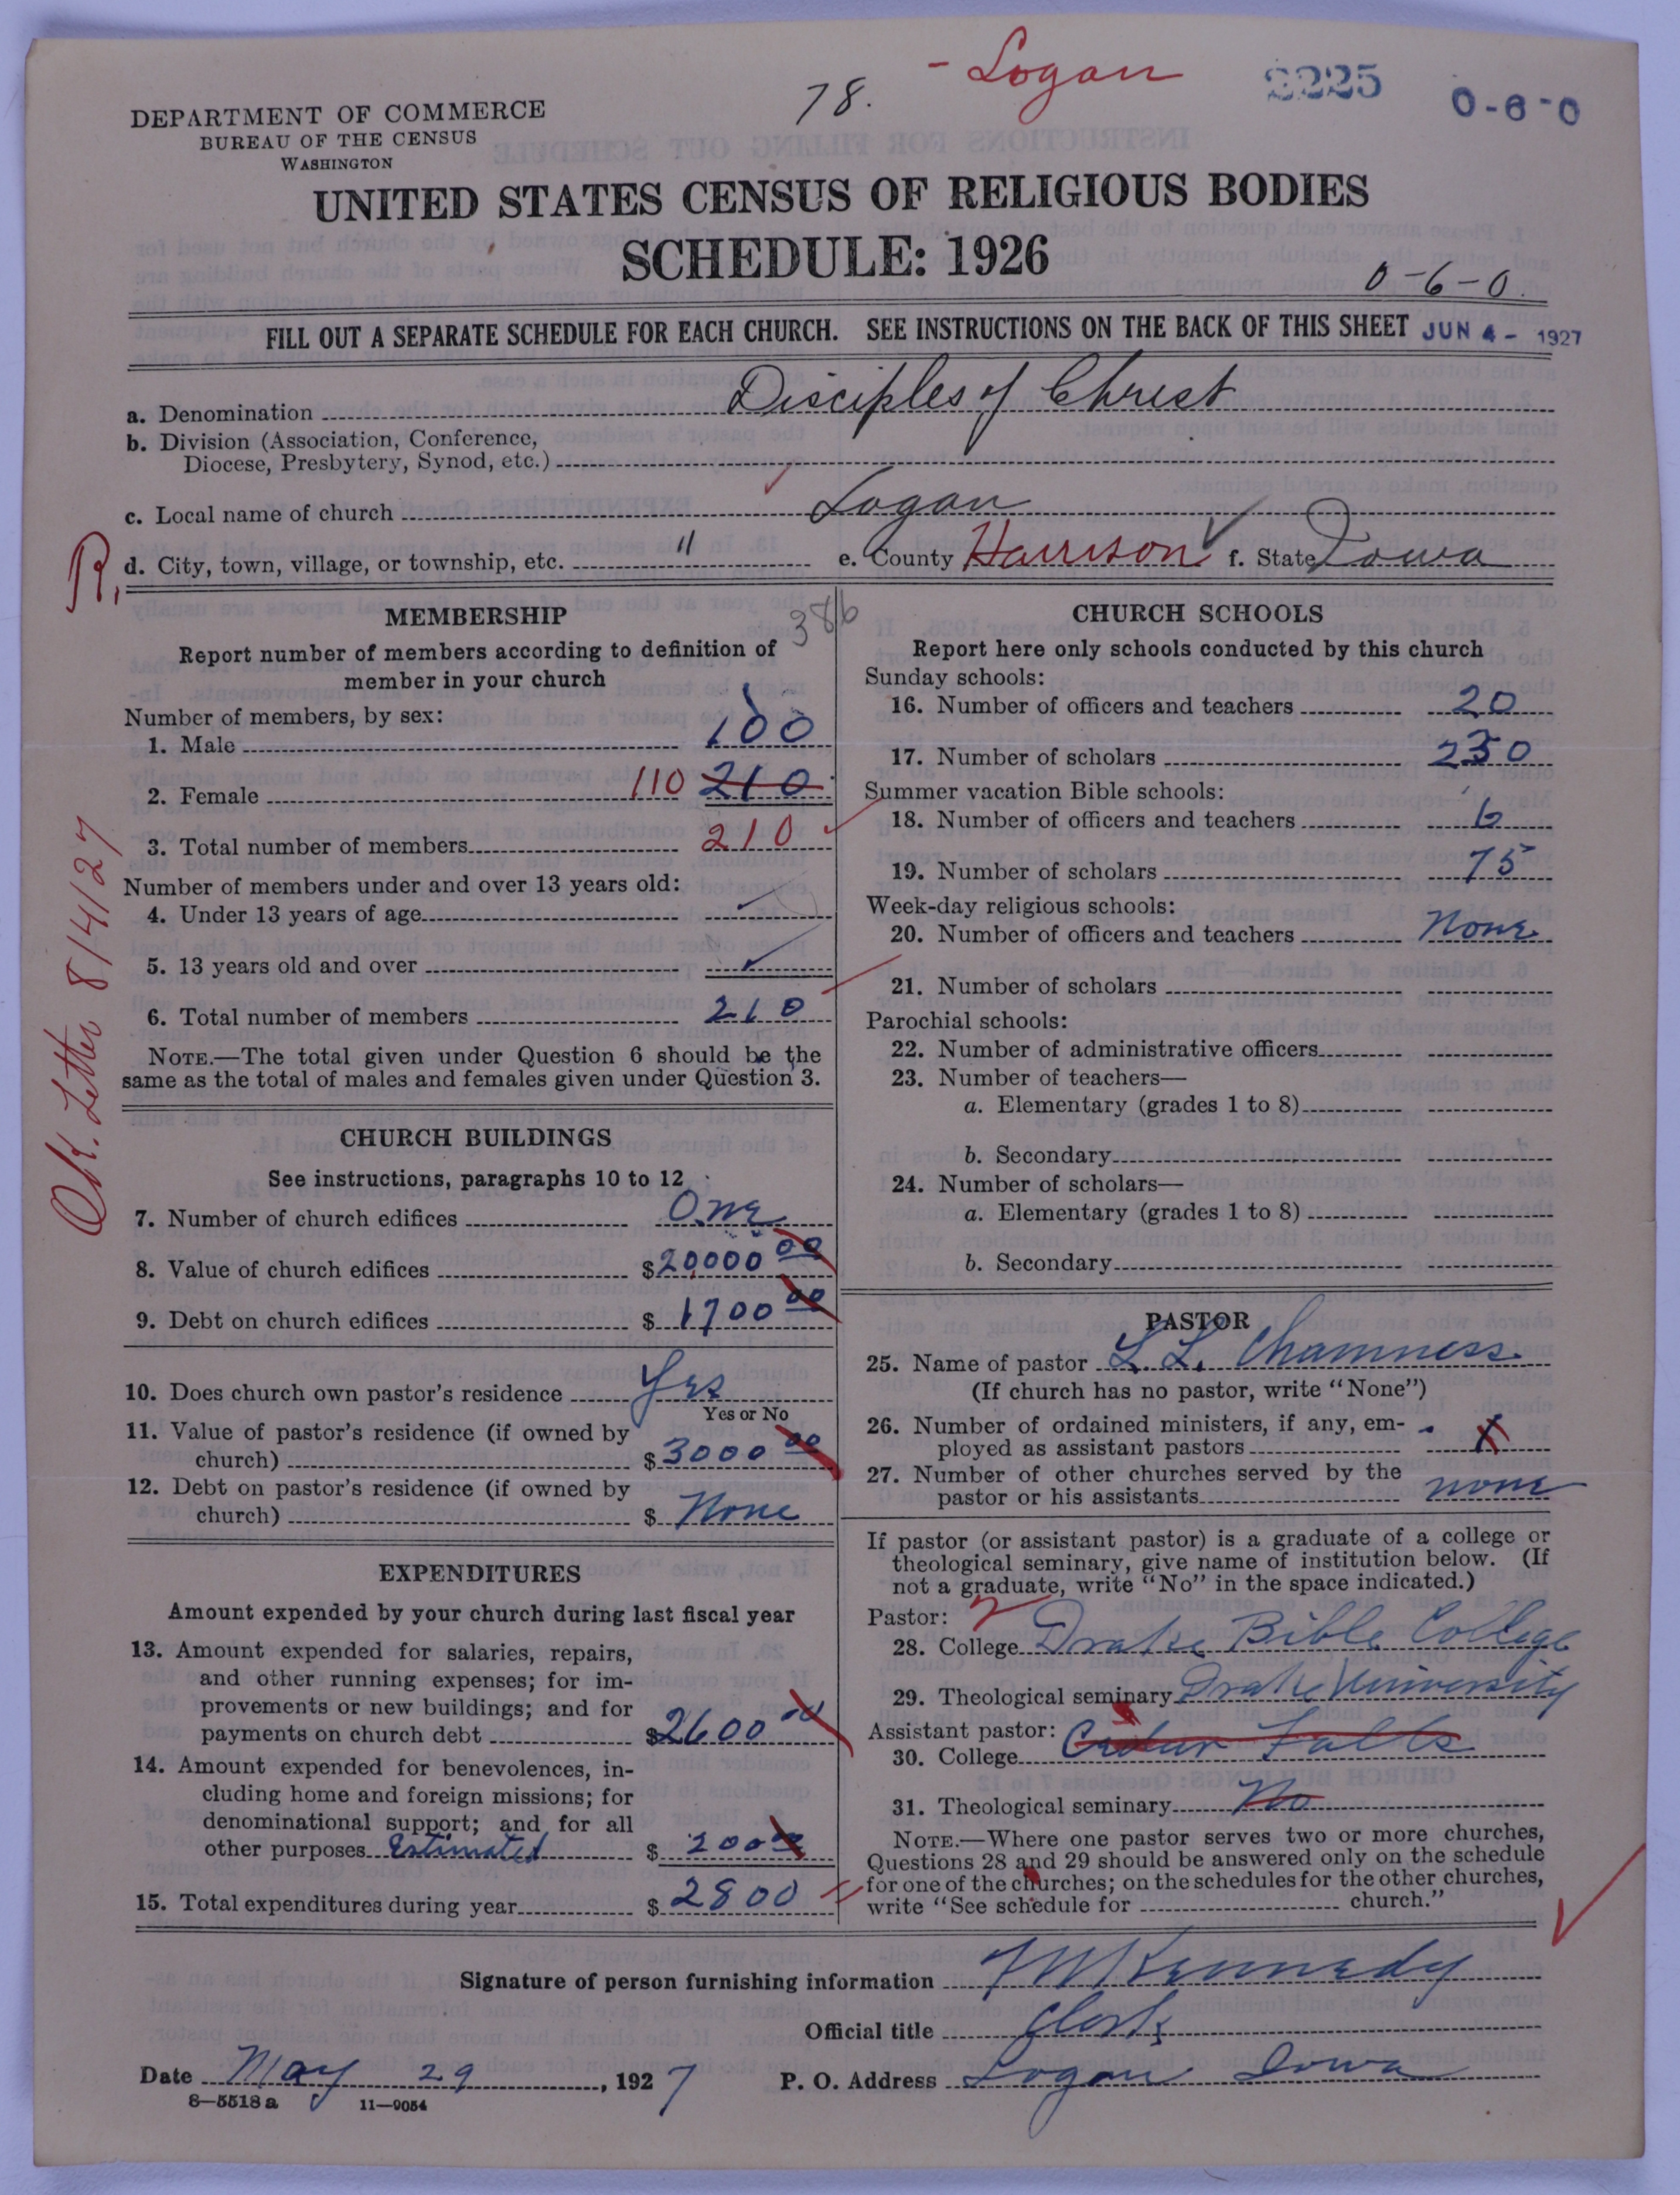 78. - Logan 2225 0-6-0
DEPARTMENT OF COMMERCE
BUREAU OF THE CENSUS
WASHINGTON
UNITED STATES CENSUS OF RELIGIOUS BODIES
SCHEDULE: 1926
0-6-0.
FILL OUT A SEPARATE SCHEDULE FOR EACH CHURCH. SEE INSTRUCTIONS ON THE BACK OF THIS SHEET JUN 4 - 1927
a. Denomination Disciples of Christ
b. Division (Association, Conference,
Diocese, Presbytery, Synod, etc.)
c. Local name of church Logan
R. d. City, town, village, or township, etc. " e. County Harrison f. State Iowa
O.K. Letter 8/4/27
MEMBERSHIP 386
Report number of members according to definition of
member in your church
Number of members, by sex:
1. Male 100
2. Female 110 210
3. Total number of members 210
Number of members under and over 13 years old:
4. Under 13 years of age
5. 13 years old and over
6. Total number of members 210
NOTE.—The total given under Question 6 should be the
same as the total of males and females given under Question 3.
CHURCH BUILDINGS
See instructions, paragraphs 10 to 12
7. Number of church edifices One
8. Value of church edifices $20000 00
9. Debt on church edifices $1700 00
10. Does church own pastor's residence Yes
Yes or No
11. Value of pastor's residence (if owned by
church) $3000 00
12. Debt on pastor's residence (if owned by
church) $ None
EXPENDITURES
Amount expended by your church during last fiscal year
13. Amount expended for salaries, repairs,
and other running expenses; for im-
provements or new buildings; and for
payments on church debt $2600 00
14. Amount expended for benevolences, in-
cluding home and foreign missions; for
denominational support; and for all
other purposes Estimated $ 200 00
15. Total expenditures during year $ 2800
CHURCH SCHOOLS
Report here only schools conducted by this church
Sunday schools:
16. Number of officers and teachers 20
17. Number of scholars 230
Summer vacation Bible schools:
18. Number of officers and teachers 6
19. Number of scholars 75
Week-day religious schools:
20. Number of officers and teachers None
21. Number of scholars
Parochial schools:
22. Number of administrative officers
23. Number of teachers—
a. Elementary (grades 1 to 8)
b. Secondary
24. Number of scholars—
a. Elementary (grades 1 to 8)
b. Secondary
PASTOR
25. Name of pastor L. L. Chamness
(If church has no pastor, write "None")
26. Number of ordained ministers, if any, em-
ployed as assistant pastors x
27. Number of other churches served by the
pastor or his assistants none
If pastor (or assistant pastor) is a graduate of a college or
theological seminary, give name of institution below. (If
not a graduate, write "No" in the space indicated.)
Pastor:
28. College Drake Bible College
29. Theological seminary Drake University
Assistant pastor:
30. College Cedar Falls
31. Theological seminary No
NOTE.—Where one pastor serves two or more churches,
Questions 28 and 29 should be answered only on the schedule
for one of the churches; on the schedules for the other churches,
write "See schedule for church."
Signature of person furnishing information F M Kennedy
Official title Clerk
Date May 29, 1927 P. O. Address Logan Iowa
8—5518 a 11—9054